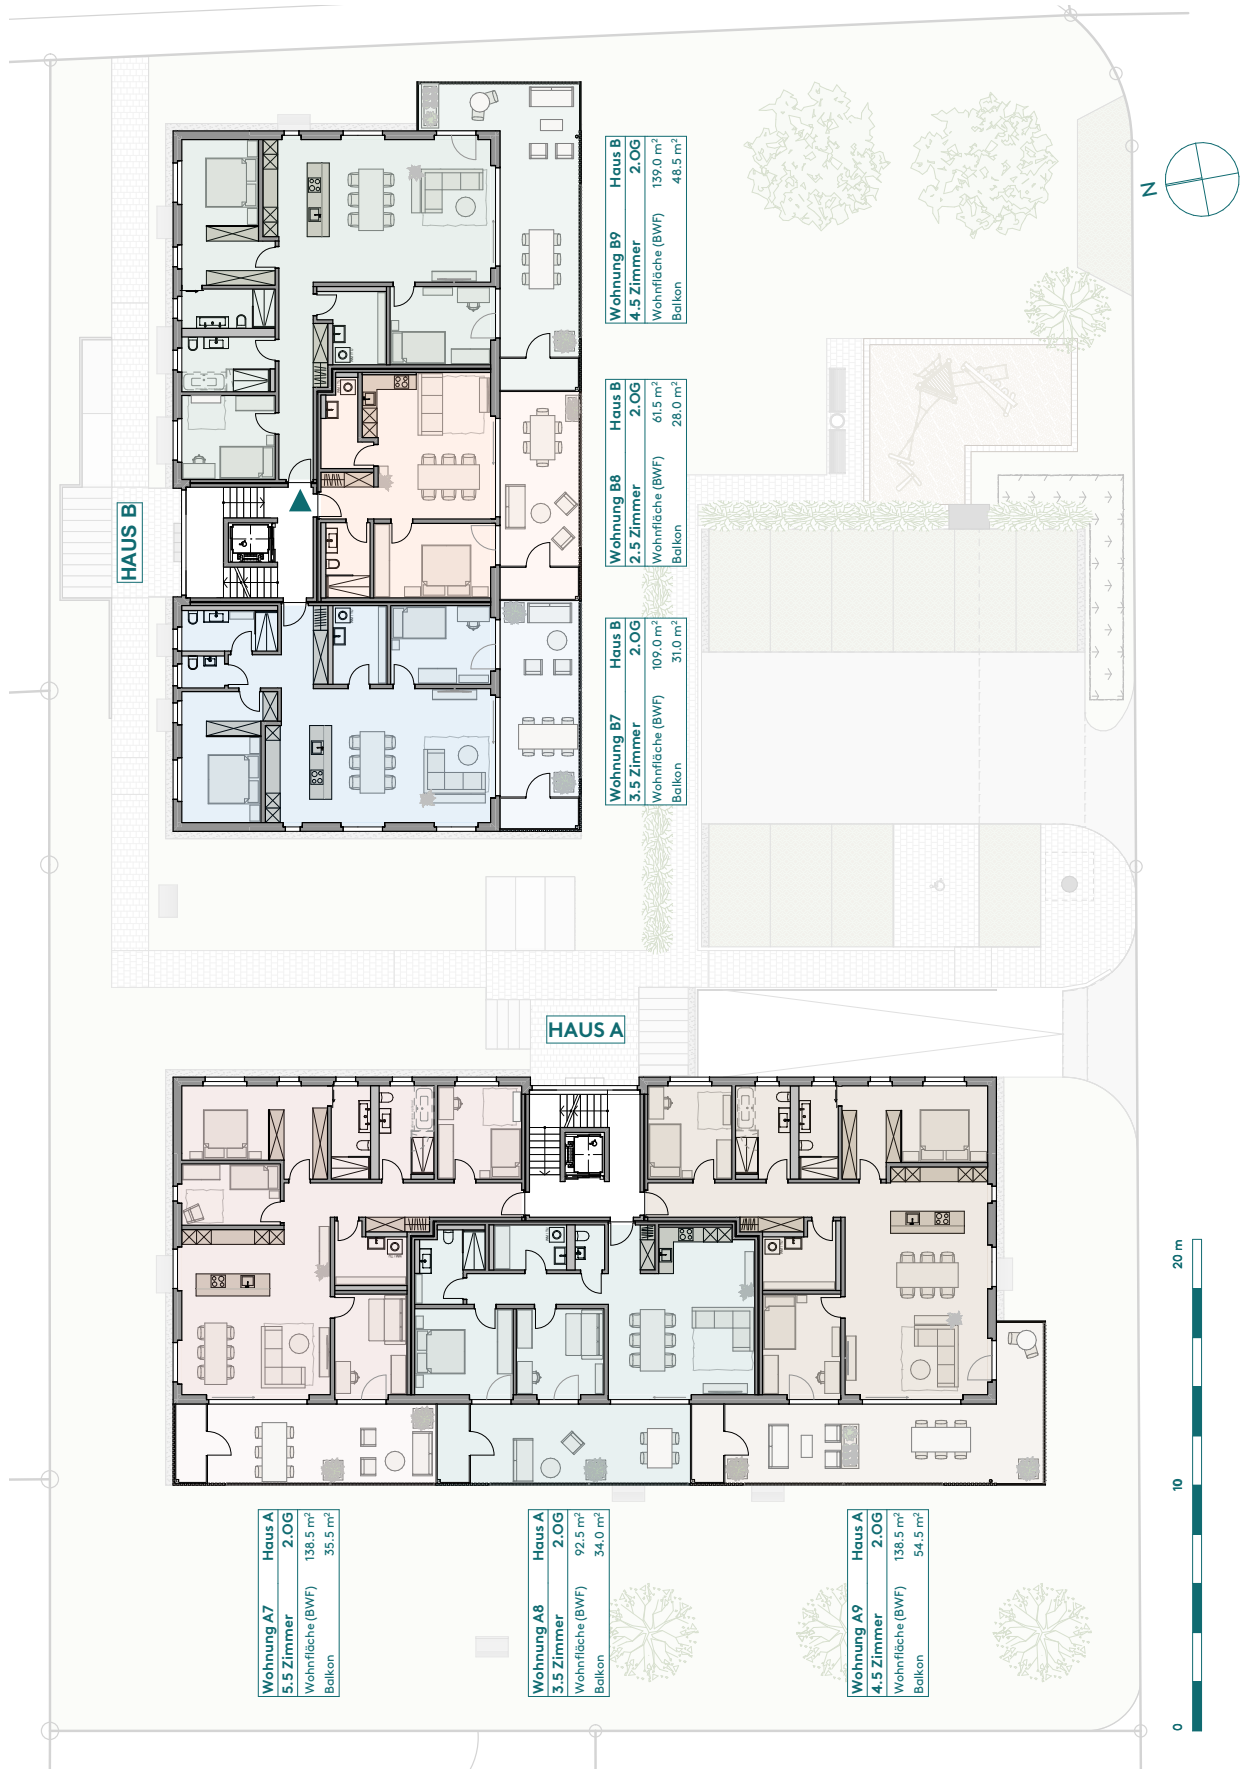 N
Wohnung B9 Haus B
4.5 Zimmer 2.OG
Wohnfläche (BWF) 139.0 m²
Balkon 48.5 m²
Wohnung B8 Haus B
2.5 Zimmer 2.OG
Wohnfläche (BWF) 61.5 m²
Balkon 28.0 m²
HAUS B
Wohnung B7 Haus B
3.5 Zimmer 2.OG
Wohnfläche (BWF) 109.0 m²
Balkon 31.0 m²
HAUS A
Wohnung A7 Haus A
5.5 Zimmer 2.OG
Wohnfläche (BWF) 138.5 m²
Balkon 35.5 m²
Wohnung A8 Haus A
3.5 Zimmer 2.OG
Wohnfläche (BWF) 92.5 m²
Balkon 34.0 m²
Wohnung A9 Haus A
4.5 Zimmer 2.OG
Wohnfläche (BWF) 138.5 m²
Balkon 54.5 m²
0 10 20 m